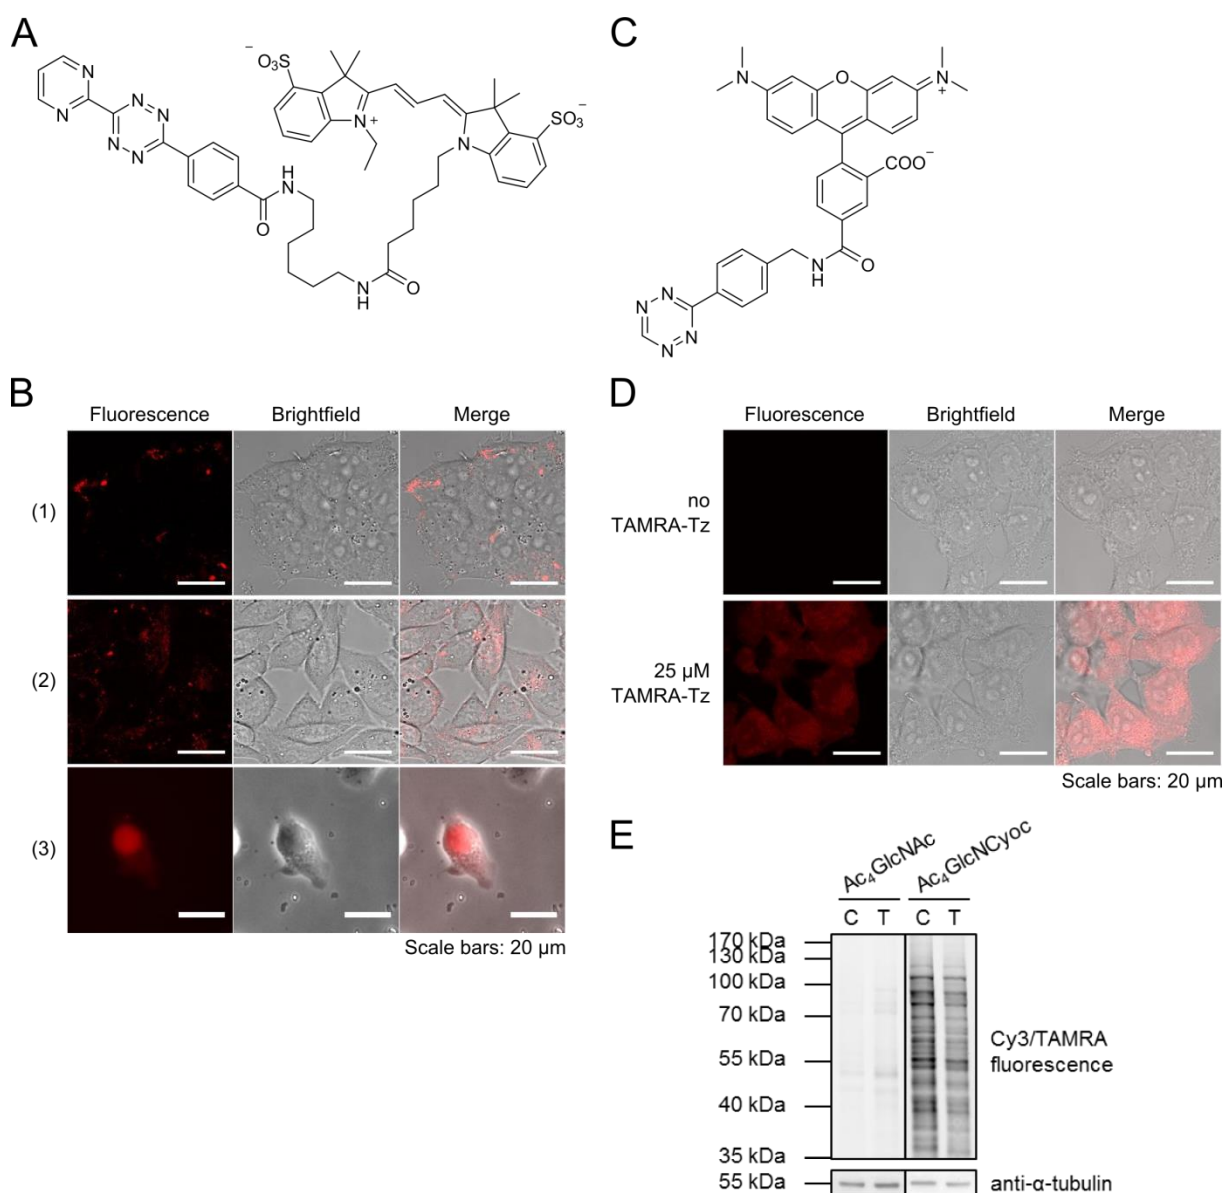 A
C
N
N
N
N
N
N
O
N
H
−
O₃S
N
+
N
SO₃
−
N
H
O
N
O
N
+
COO⁻
N
H
O
N
N
N
N
B
Fluorescence
Brightfield
Merge
(1)
(2)
(3)
Scale bars: 20 µm
D
Fluorescence
Brightfield
Merge
no
TAMRA-Tz
25 µM
TAMRA-Tz
Scale bars: 20 µm
E
Ac₄GlcNAc
Ac₄GlcNCyoc
C T C T
170 kDa
130 kDa
100 kDa
70 kDa
55 kDa
40 kDa
35 kDa
Cy3/TAMRA
fluorescence
55 kDa
anti-α-tubulin